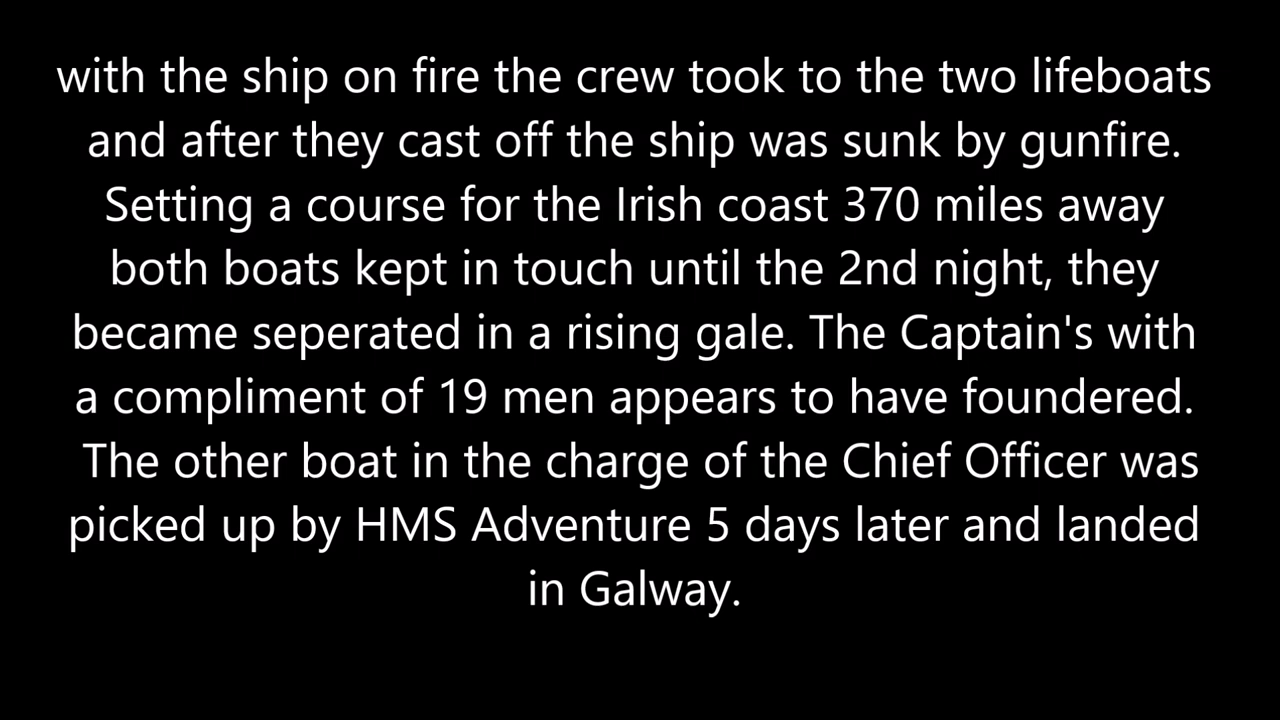 with the ship on fire the crew took to the two lifeboats
and after they cast off the ship was sunk by gunfire.
Setting a course for the Irish coast 370 miles away
both boats kept in touch until the 2nd night, they
became seperated in a rising gale. The Captain's with
a compliment of 19 men appears to have foundered.
The other boat in the charge of the Chief Officer was
picked up by HMS Adventure 5 days later and landed
in Galway.